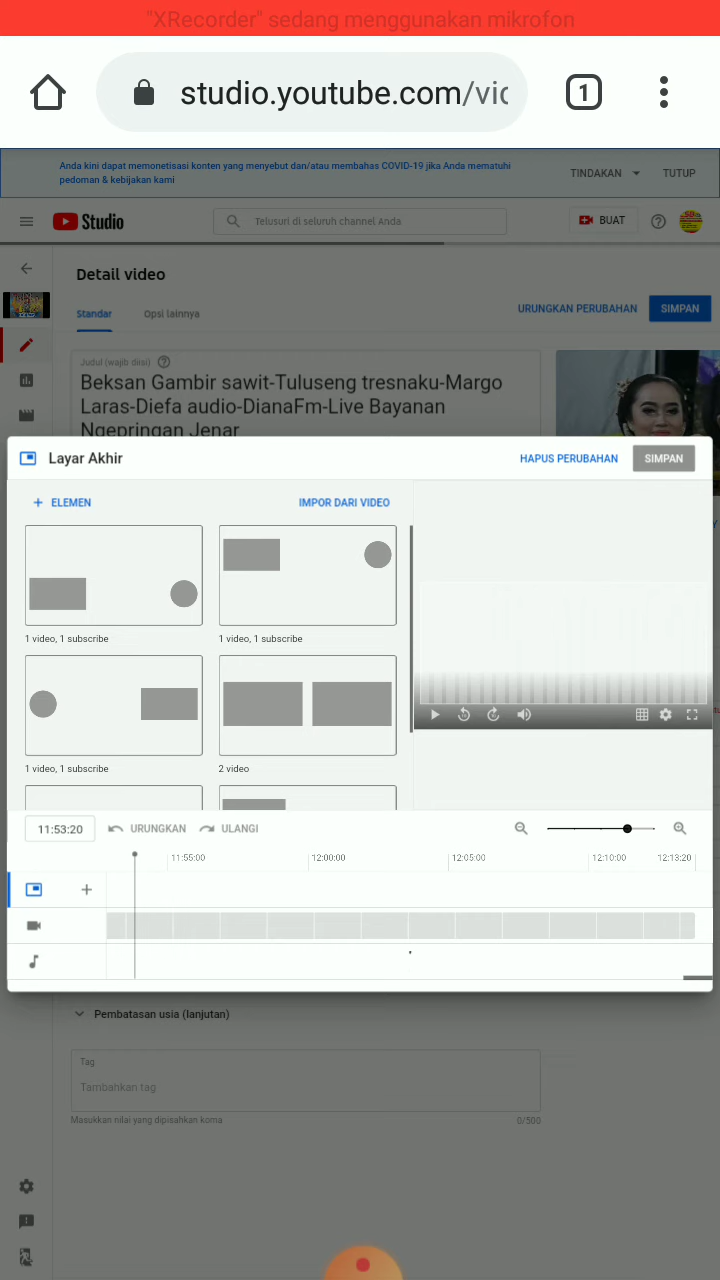 "XRecorder" sedang menggunakan mikrofon
1
studio.youtube.com/vid
Anda kini dapat memonetisasi konten yang menyebut dan/atau membahas COVID-19 jika Anda mematuhi
pedoman & kebijakan kami
TINDAKAN
TUTUP
Studio
Telusuri di seluruh channel Anda
BUAT
Detail video
Standar
Opsi lainnya
URUNGKAN PERUBAHAN
SIMPAN
Judul (wajib diisi)
Beksan Gambir sawit-Tuluseng tresnaku-Margo
Laras-Diefa audio-DianaFm-Live Bayanan
Ngepringan Jenar
Layar Akhir
HAPUS PERUBAHAN
SIMPAN
+ ELEMEN
IMPOR DARI VIDEO
1 video, 1 subscribe
1 video, 1 subscribe
1 video, 1 subscribe
2 video
11:53:20
URUNGKAN
ULANGI
11:55:00
12:00:00
12:05:00
12:10:00
12:13:20
Pembatasan usia (lanjutan)
Tag
Tambahkan tag
Masukkan nilai yang dipisahkan koma
0/500